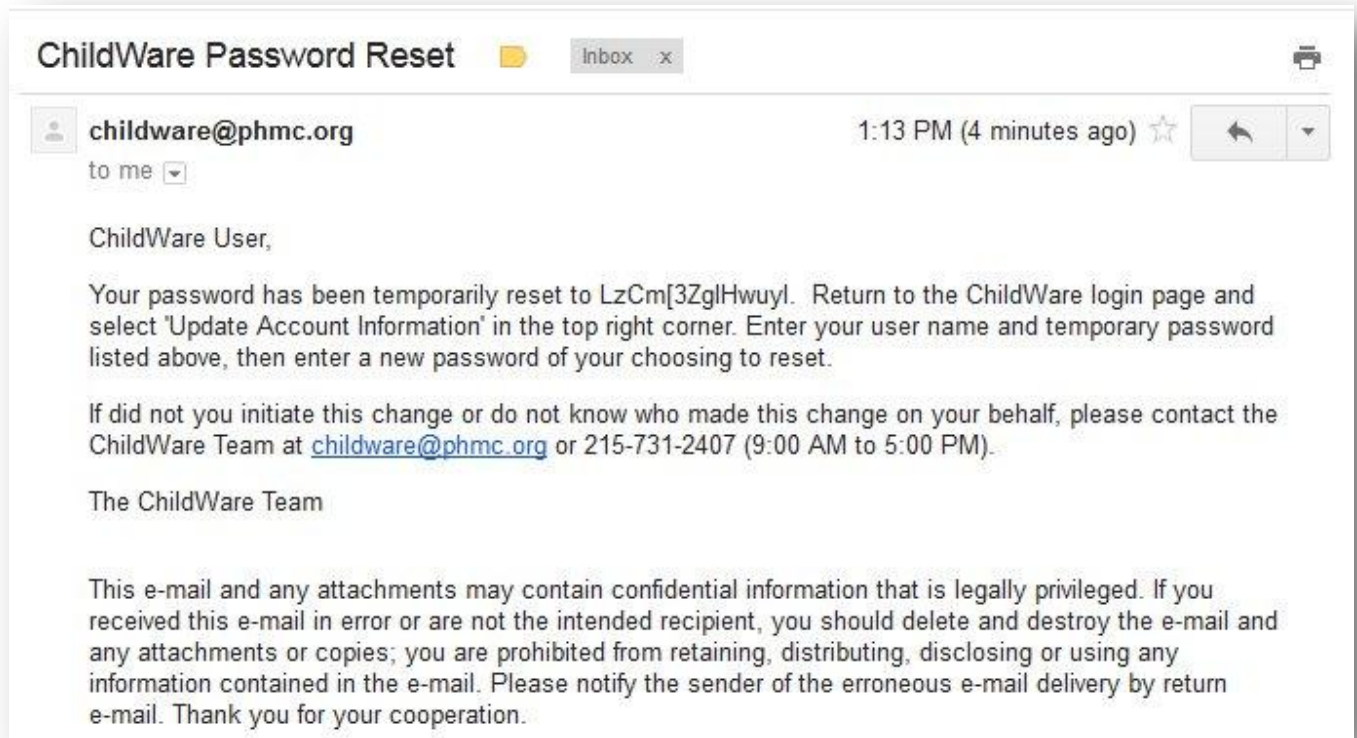 ChildWare Password Reset Inbox x
childware@phmc.org 1:13 PM (4 minutes ago)
to me
ChildWare User,
Your password has been temporarily reset to LzCm[3ZglHwuyl. Return to the ChildWare login page and
select 'Update Account Information' in the top right corner. Enter your user name and temporary password
listed above, then enter a new password of your choosing to reset.
If did not you initiate this change or do not know who made this change on your behalf, please contact the
ChildWare Team at childware@phmc.org or 215-731-2407 (9:00 AM to 5:00 PM).
The ChildWare Team
This e-mail and any attachments may contain confidential information that is legally privileged. If you
received this e-mail in error or are not the intended recipient, you should delete and destroy the e-mail and
any attachments or copies; you are prohibited from retaining, distributing, disclosing or using any
information contained in the e-mail. Please notify the sender of the erroneous e-mail delivery by return
e-mail. Thank you for your cooperation.